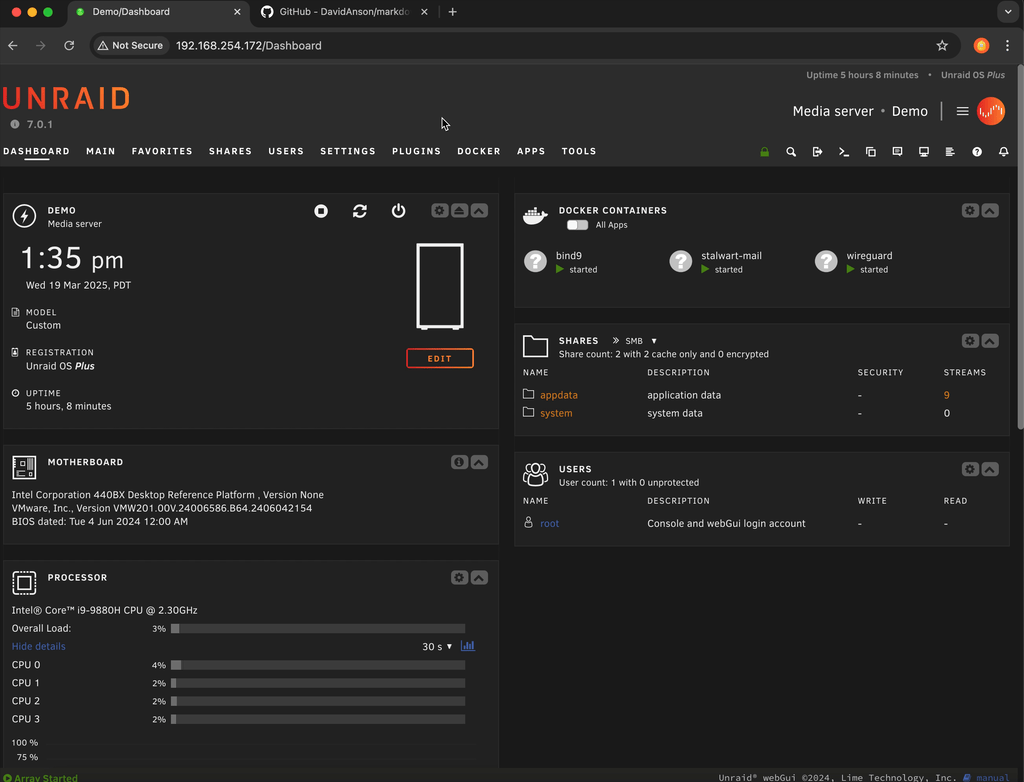 Demo/Dashboard
GitHub - DavidAnson/markdo
Not Secure
192.168.254.172/Dashboard
Uptime 5 hours 8 minutes • Unraid OS Plus
UNRAID
7.0.1
Media server • Demo
DASHBOARD MAIN FAVORITES SHARES USERS SETTINGS PLUGINS DOCKER APPS TOOLS
DEMO
Media server
1:35 pm
Wed 19 Mar 2025, PDT
MODEL
Custom
REGISTRATION
Unraid OS Plus
EDIT
UPTIME
5 hours, 8 minutes
MOTHERBOARD
Intel Corporation 440BX Desktop Reference Platform , Version None
VMware, Inc., Version VMW201.00V.24006586.B64.2406042154
BIOS dated: Tue 4 Jun 2024 12:00 AM
PROCESSOR
Intel® Core™ i9-9880H CPU @ 2.30GHz
Overall Load: 3%
Hide details 30 s
CPU 0 4%
CPU 1 2%
CPU 2 2%
CPU 3 2%
100 %
75 %
DOCKER CONTAINERS
All Apps
bind9
started
stalwart-mail
started
wireguard
started
SHARES SMB
Share count: 2 with 2 cache only and 0 encrypted
NAME DESCRIPTION SECURITY STREAMS
appdata application data - 9
system system data - 0
USERS
User count: 1 with 0 unprotected
NAME DESCRIPTION WRITE READ
root Console and webGui login account - -
Array Started
Unraid® webGui ©2024, Lime Technology, Inc. manual